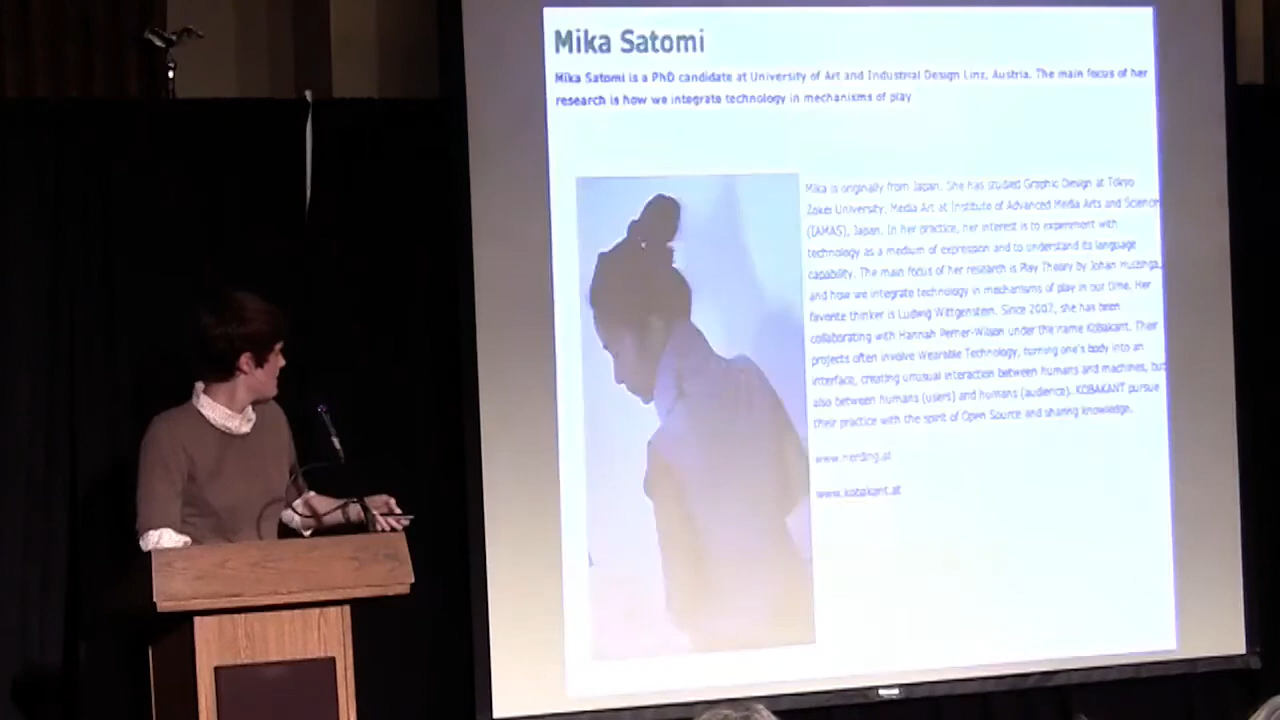 Mika Satomi
Mika Satomi is a PhD candidate at University of Art and Industrial Design Linz, Austria. The main focus of her
research is how we integrate technology in mechanisms of play
Mika is originally from Japan. She has studied Graphic Design at Tokyo
Zokei University, Media Art at Institute of Advanced Media Arts and Science
(IAMAS), Japan. In her practice, her interest is to experiment with
technology as a medium of expression and to understand its language
capability. The main focus of her research is Play Theory by Johan Huizinga,
and how we integrate technology in mechanisms of play in our time. Her
favorite thinker is Ludwig Wittgenstein. Since 2007, she has been
collaborating with Hannah Perner-Wilson under the name Kobakant. Their
projects often involve Wearable Technology, turning one's body into an
interface, creating unusual interaction between humans and machines, but
also between humans (users) and humans (audience). KOBAKANT pursue
their practice with the spirit of Open Source and sharing knowledge.
www.nerding.at
www.kobakant.at